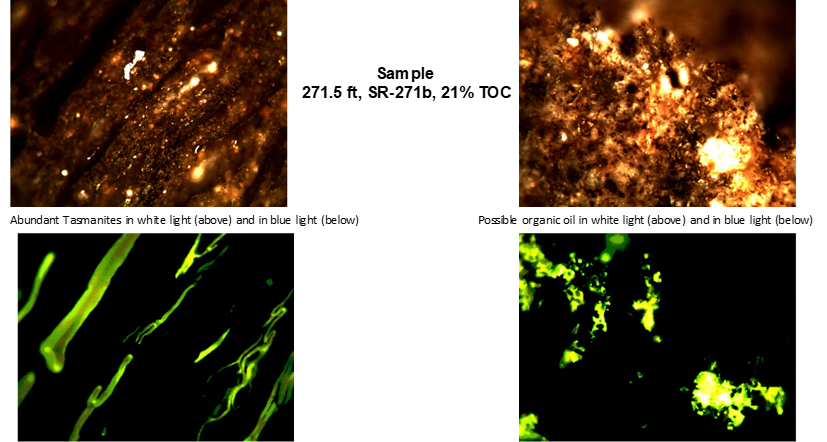 Sample
271.5 ft, SR-271b, 21% TOC
Abundant Tasmanites in white light (above) and in blue light (below)
Possible organic oil in white light (above) and in blue light (below)